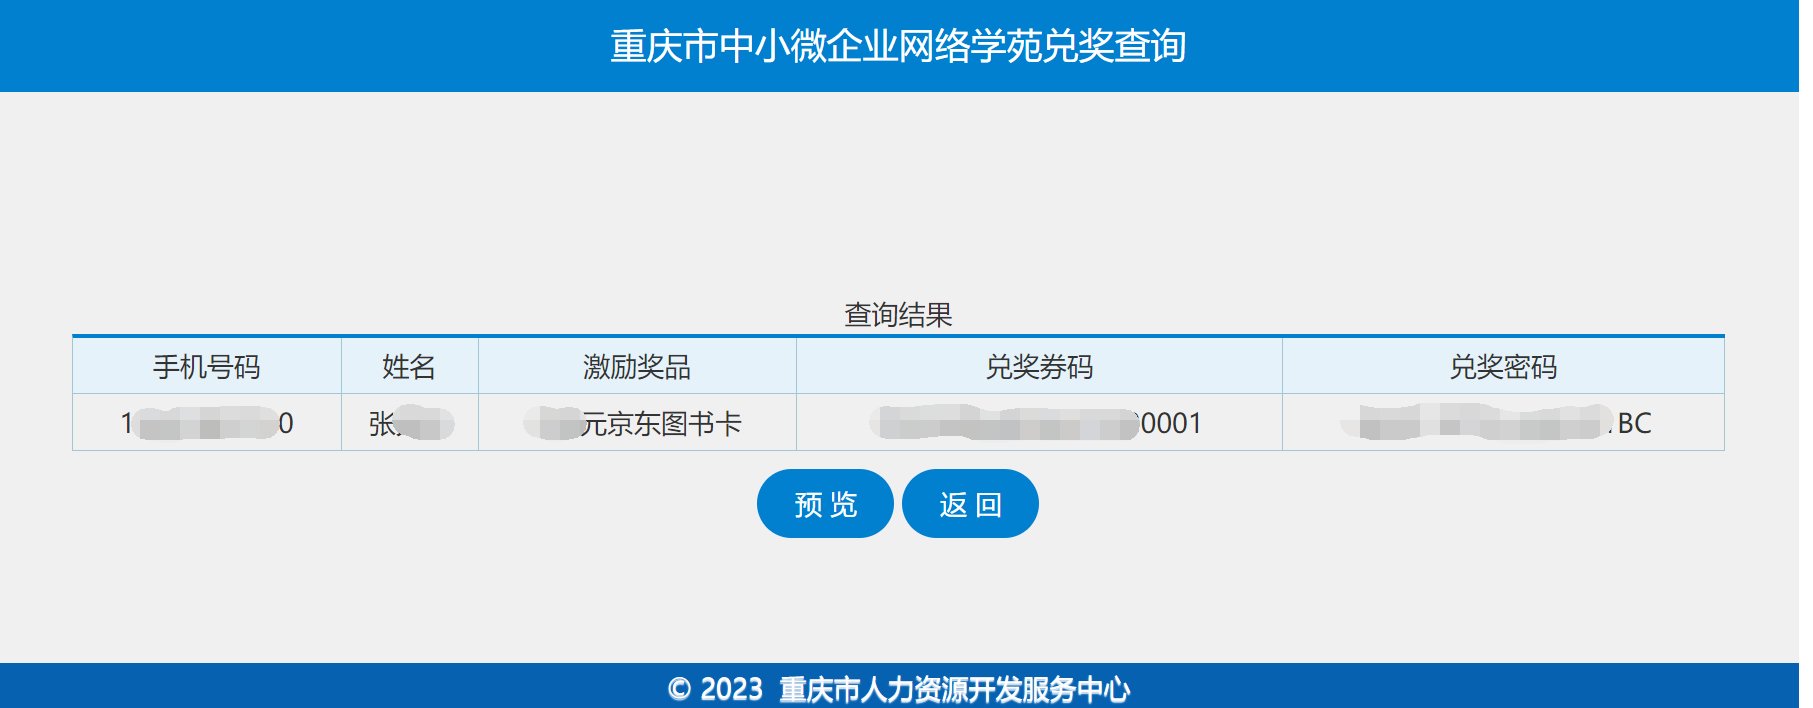 重庆市中小微企业网络学苑兑奖查询
查询结果
手机号码 姓名 激励奖品 兑奖券码 兑奖密码
1 0 张 元京东图书卡 0001 BC
预 览 返 回
© 2023 重庆市人力资源开发服务中心